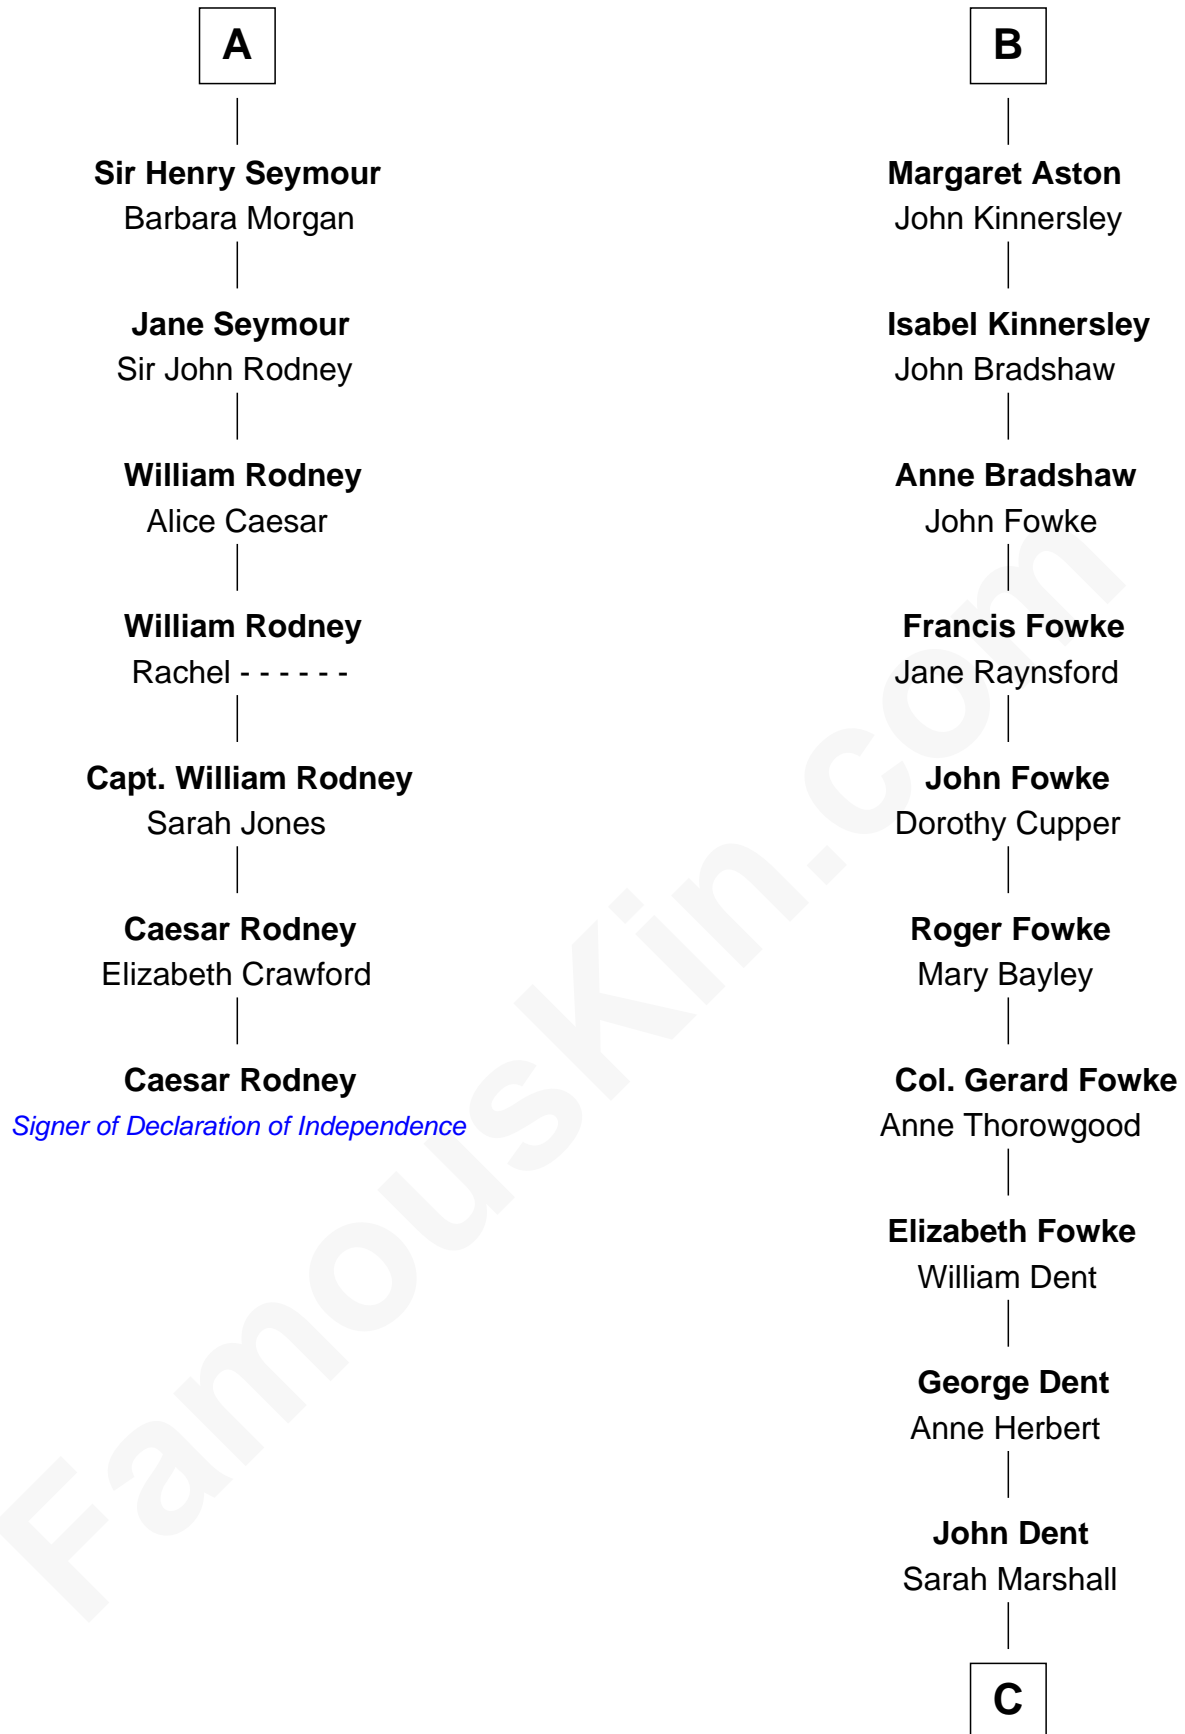 A
Sir Henry Seymour
Barbara Morgan
Jane Seymour
Sir John Rodney
William Rodney
Alice Caesar
William Rodney
Rachel - - - - - -
Capt. William Rodney
Sarah Jones
Caesar Rodney
Elizabeth Crawford
Caesar Rodney
Signer of Declaration of Independence
B
Margaret Aston
John Kinnersley
Isabel Kinnersley
John Bradshaw
Anne Bradshaw
John Fowke
Francis Fowke
Jane Raynsford
John Fowke
Dorothy Cupper
Roger Fowke
Mary Bayley
Col. Gerard Fowke
Anne Thorowgood
Elizabeth Fowke
William Dent
George Dent
Anne Herbert
John Dent
Sarah Marshall
C
FamousKin.com